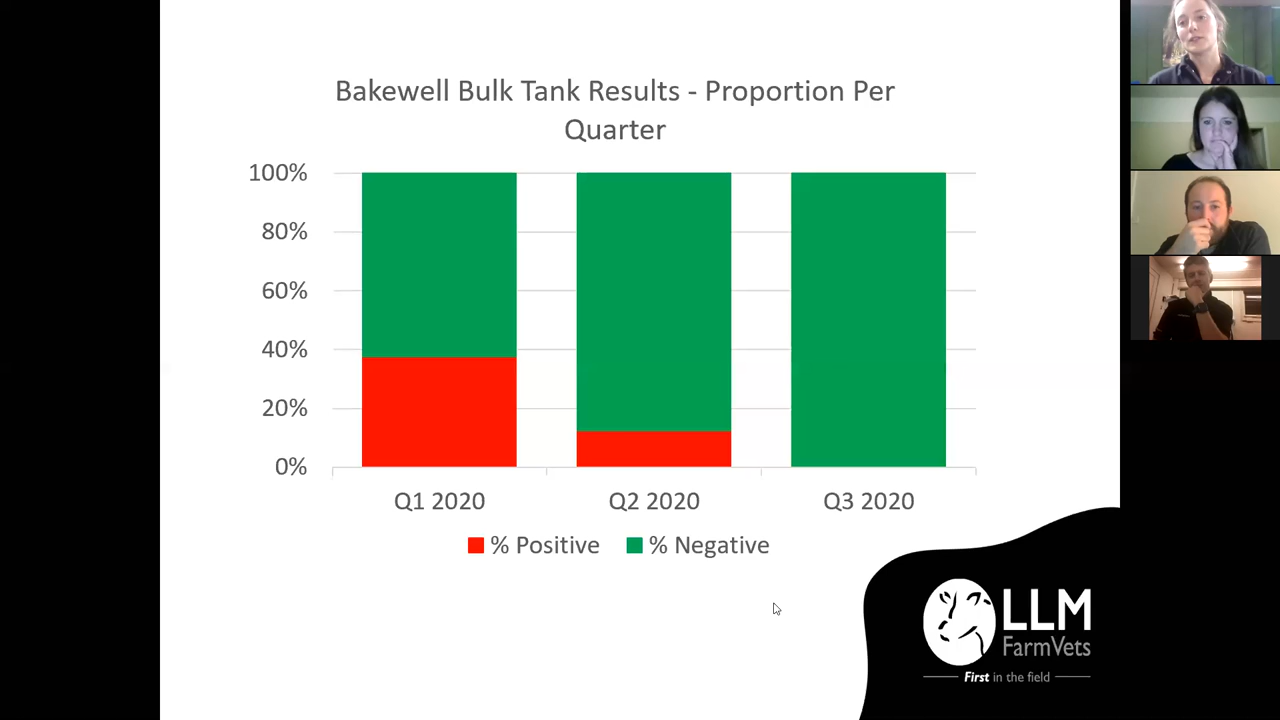 Bakewell Bulk Tank Results - Proportion Per
Quarter
100%
80%
60%
40%
20%
0%
Q1 2020
Q2 2020
Q3 2020
% Positive
% Negative
LLM
FarmVets
First in the field